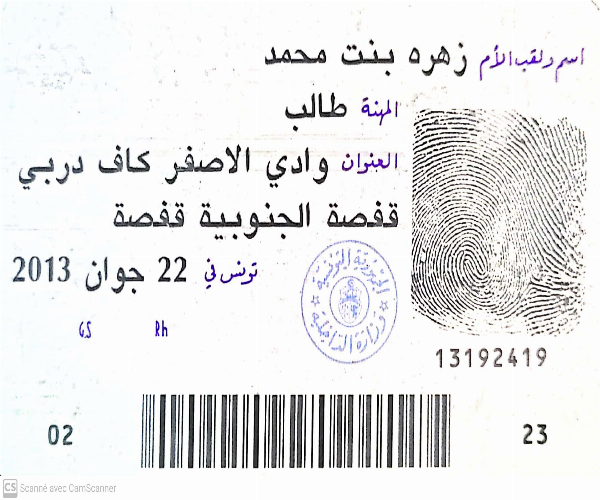 اسم ولقب الأم زهره بنت محمد
المهنة طالب
العنوان وادي الاصفر كاف دربي
قفصة الجنوبية قفصة
تونس في 22 جوان 2013
GS Rh
الجمهورية التونسية
وزارة الداخلية
13192419
02 23
CS Scanné avec CamScanner